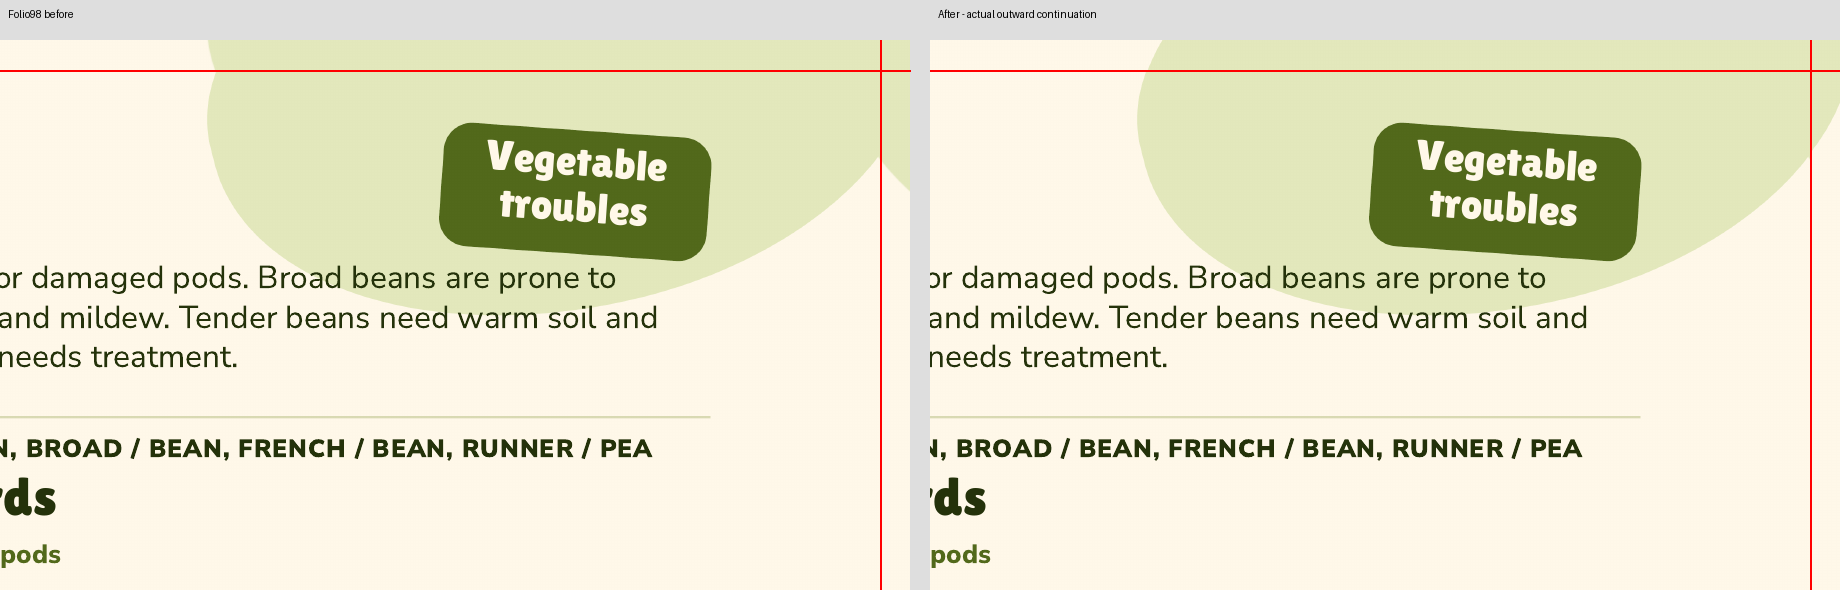 Folio98 before
Vegetable
troubles
or damaged pods. Broad beans are prone to
and mildew. Tender beans need warm soil and
needs treatment.
N, BROAD / BEAN, FRENCH / BEAN, RUNNER / PEA
rds
pods
After - actual outward continuation
Vegetable
troubles
or damaged pods. Broad beans are prone to
and mildew. Tender beans need warm soil and
needs treatment.
N, BROAD / BEAN, FRENCH / BEAN, RUNNER / PEA
rds
pods